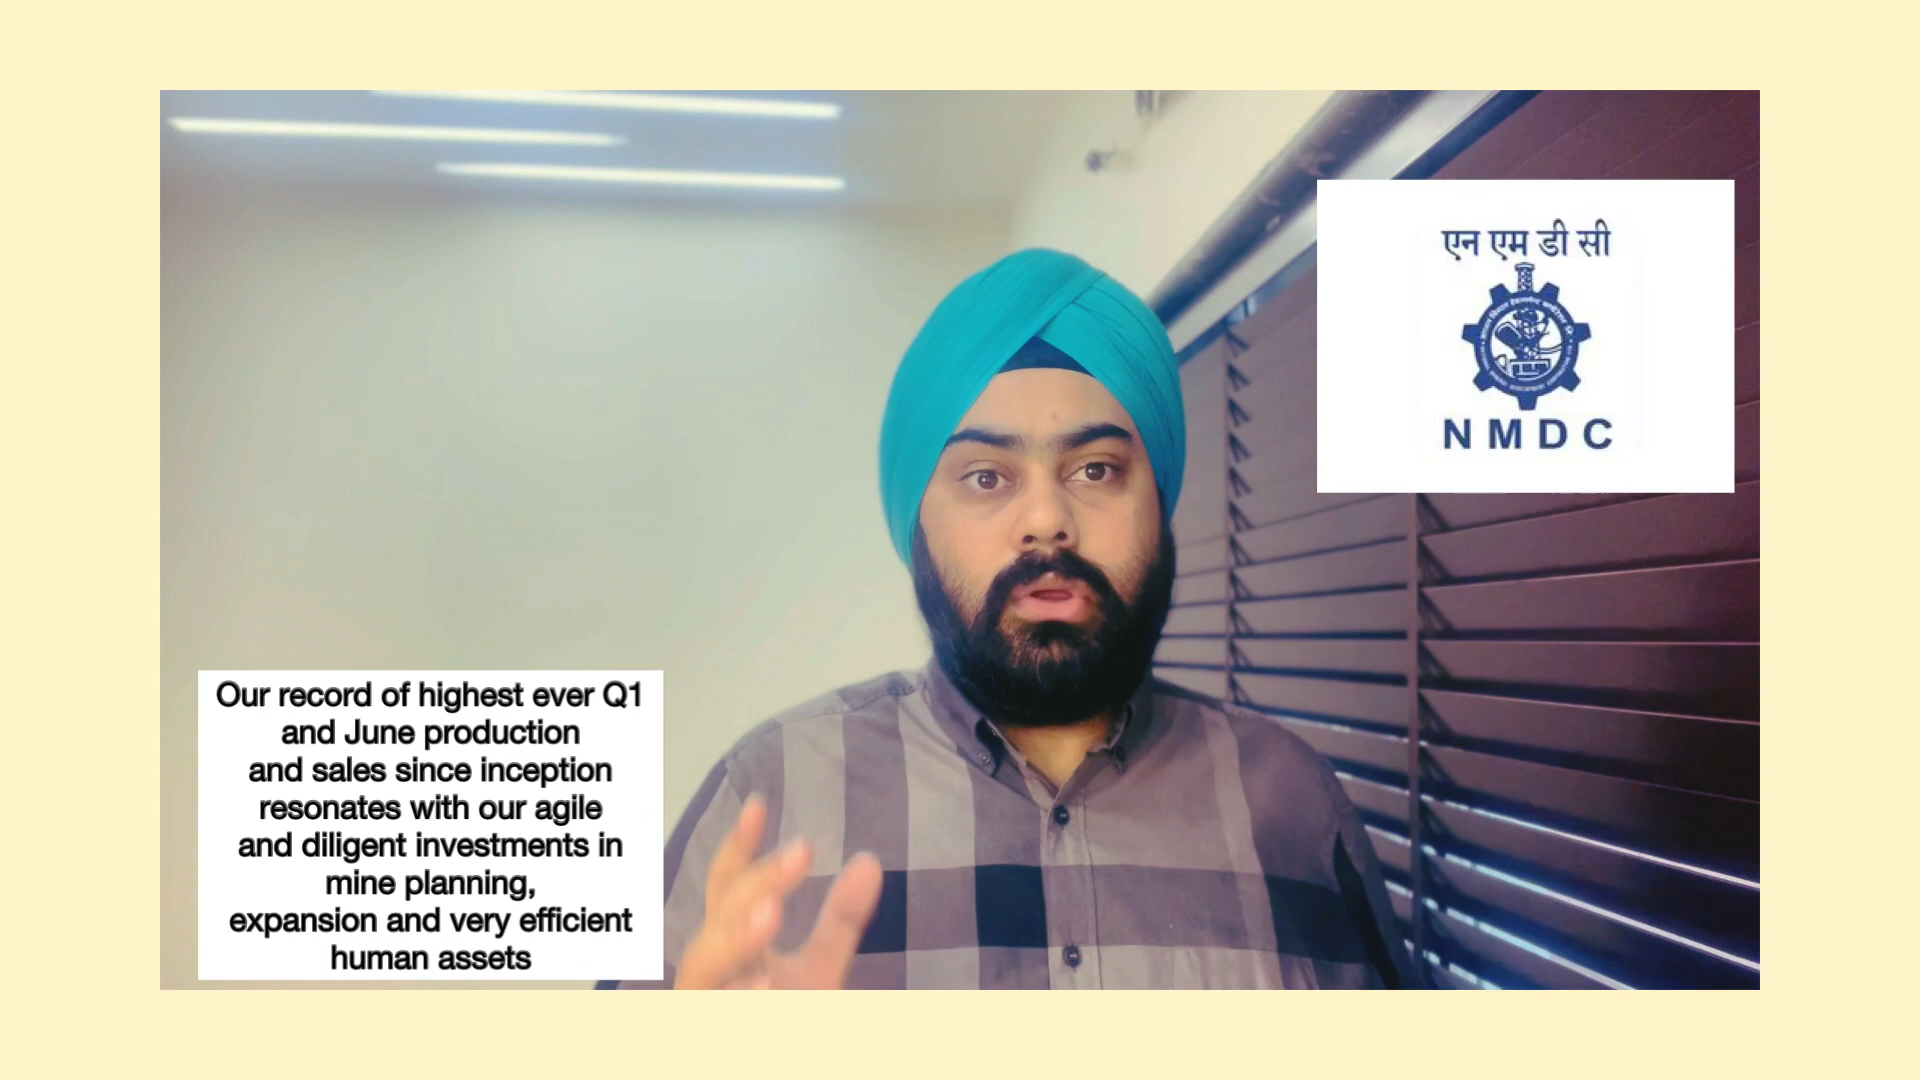 एन एम डी सी
N M D C
Our record of highest ever Q1
and June production
and sales since inception
resonates with our agile
and diligent investments in
mine planning,
expansion and very efficient
human assets